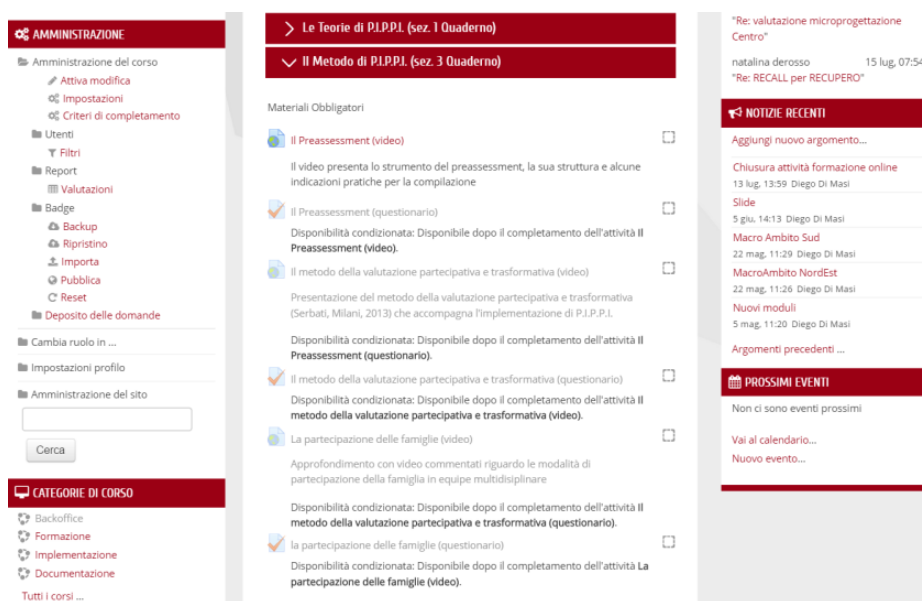 AMMINISTRAZIONE
Amministrazione del corso
Attiva modifica
Impostazioni
Criteri di completamento
Utenti
Filtri
Report
Valutazioni
Badge
Backup
Ripristino
Importa
Pubblica
Reset
Deposito delle domande
Cambia ruolo in ...
Impostazioni profilo
Amministrazione del sito
Cerca
CATEGORIE DI CORSO
Backoffice
Formazione
Implementazione
Documentazione
Tutti i corsi ...
Le Teorie di P.I.P.P.I. (sez. 1 Quaderno)
Il Metodo di P.I.P.P.I. (sez. 3 Quaderno)
Materiali Obbligatori
Il Preassessment (video)
Il video presenta lo strumento del preassessment, la sua struttura e alcune
indicazioni pratiche per la compilazione
Il Preassessment (questionario)
Disponibilità condizionata: Disponibile dopo il completamento dell'attività Il
Preassessment (video).
Il metodo della valutazione partecipativa e trasformativa (video)
Presentazione del metodo della valutazione partecipativa e trasformativa
(Serbati, Milani, 2013) che accompagna l'implementazione di P.I.P.P.I.
Disponibilità condizionata: Disponibile dopo il completamento dell'attività Il
Preassessment (questionario).
Il metodo della valutazione partecipativa e trasformativa (questionario)
Disponibilità condizionata: Disponibile dopo il completamento dell'attività Il
metodo della valutazione partecipativa e trasformativa (video).
La partecipazione delle famiglie (video)
Approfondimento con video commentati riguardo le modalità di
partecipazione della famiglia in equipe multidisiplinare
Disponibilità condizionata: Disponibile dopo il completamento dell'attività Il
metodo della valutazione partecipativa e trasformativa (questionario).
la partecipazione delle famiglie (questionario)
Disponibilità condizionata: Disponibile dopo il completamento dell'attività La
partecipazione delle famiglie (video).
"Re: valutazione microprogettazione
Centro"
natalina derosso 15 lug, 07:54
"Re: RECALL per RECUPERO"
NOTIZIE RECENTI
Aggiungi nuovo argomento...
Chiusura attività formazione online
13 lug, 13:59 Diego Di Masi
Slide
5 giu, 14:13 Diego Di Masi
Macro Ambito Sud
22 mag, 11:29 Diego Di Masi
MacroAmbito NordEst
22 mag, 11:26 Diego Di Masi
Nuovi moduli
5 mag, 11:20 Diego Di Masi
Argomenti precedenti ...
PROSSIMI EVENTI
Non ci sono eventi prossimi
Vai al calendario...
Nuovo evento...